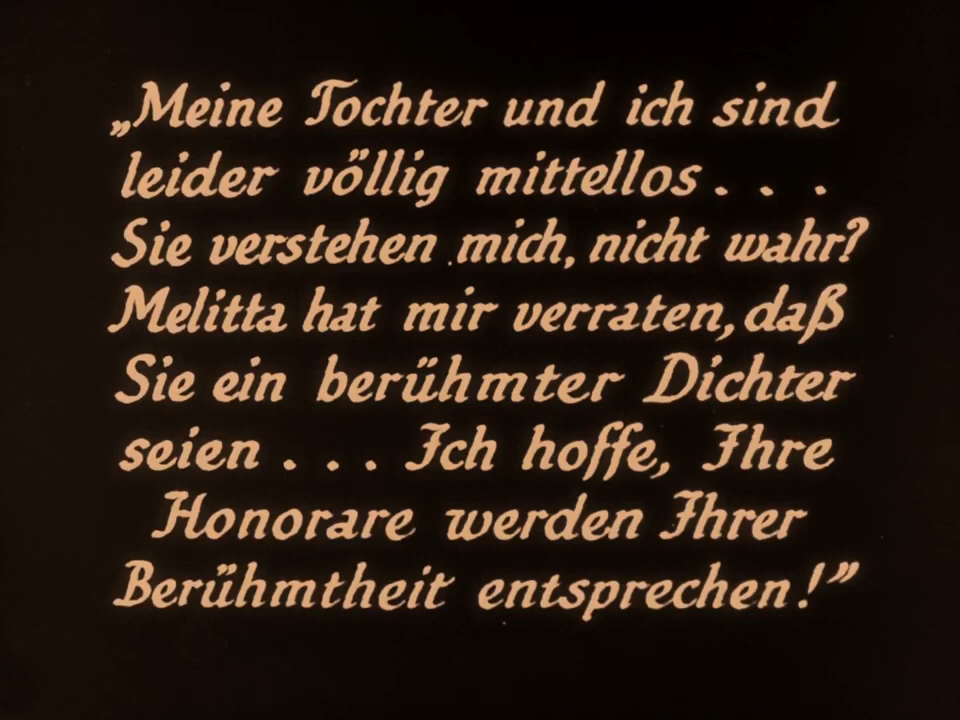 „Meine Tochter und ich sind
leider völlig mittellos . . .
Sie verstehen mich, nicht wahr?
Melitta hat mir verraten, daß
Sie ein berühmter Dichter
seien . . . Ich hoffe, Ihre
Honorare werden Ihrer
Berühmtheit entsprechen!”